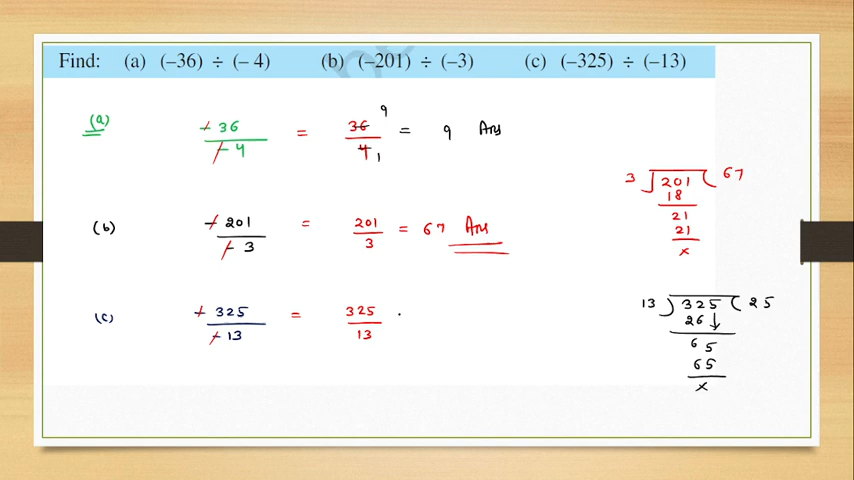 Find: (a) (–36) ÷ (– 4) (b) (–201) ÷ (–3) (c) (–325) ÷ (–13)
(a) -36/-4 = 36/4 9 1 = 9 Ans
(b) -201/-3 = 201/3 = 67 Ans
3 201 67
18
21
21
x
(c) -325/-13 = 325/13
13 325 25
26
65
65
x